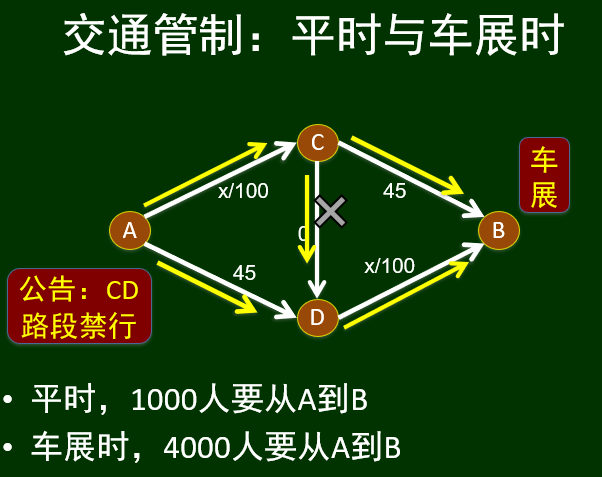 交通管制：平时与车展时
C
车
展
x/100
45
A
0
B
45
x/100
公告：CD
路段禁行
D
• 平时，1000人要从A到B
• 车展时，4000人要从A到B